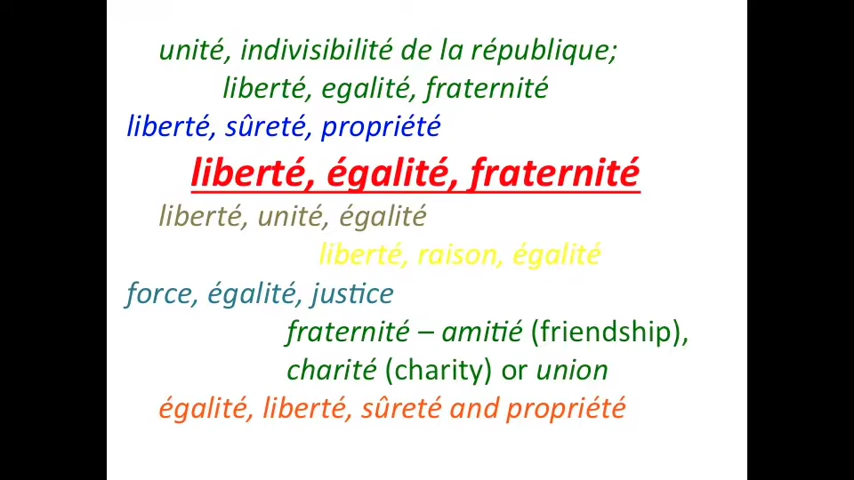 unité, indivisibilité de la république;
liberté, egalité, fraternité
liberté, sûreté, propriété
liberté, égalité, fraternité
liberté, unité, égalité
liberté, raison, égalité
force, égalité, justice
fraternité – amitié (friendship),
charité (charity) or union
égalité, liberté, sûreté and propriété